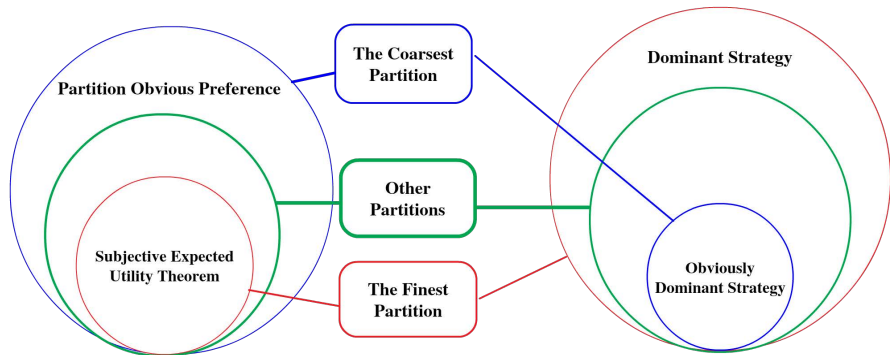 Partition Obvious Preference
Subjective Expected
Utility Theorem
The Coarsest
Partition
Other
Partitions
The Finest
Partition
Dominant Strategy
Obviously
Dominant Strategy